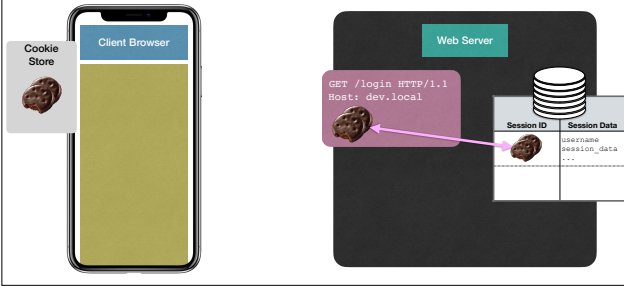 Cookie
Store
Client Browser
Web Server
GET /login HTTP/1.1
Host: dev.local
Session ID
Session Data
username
session_data
...